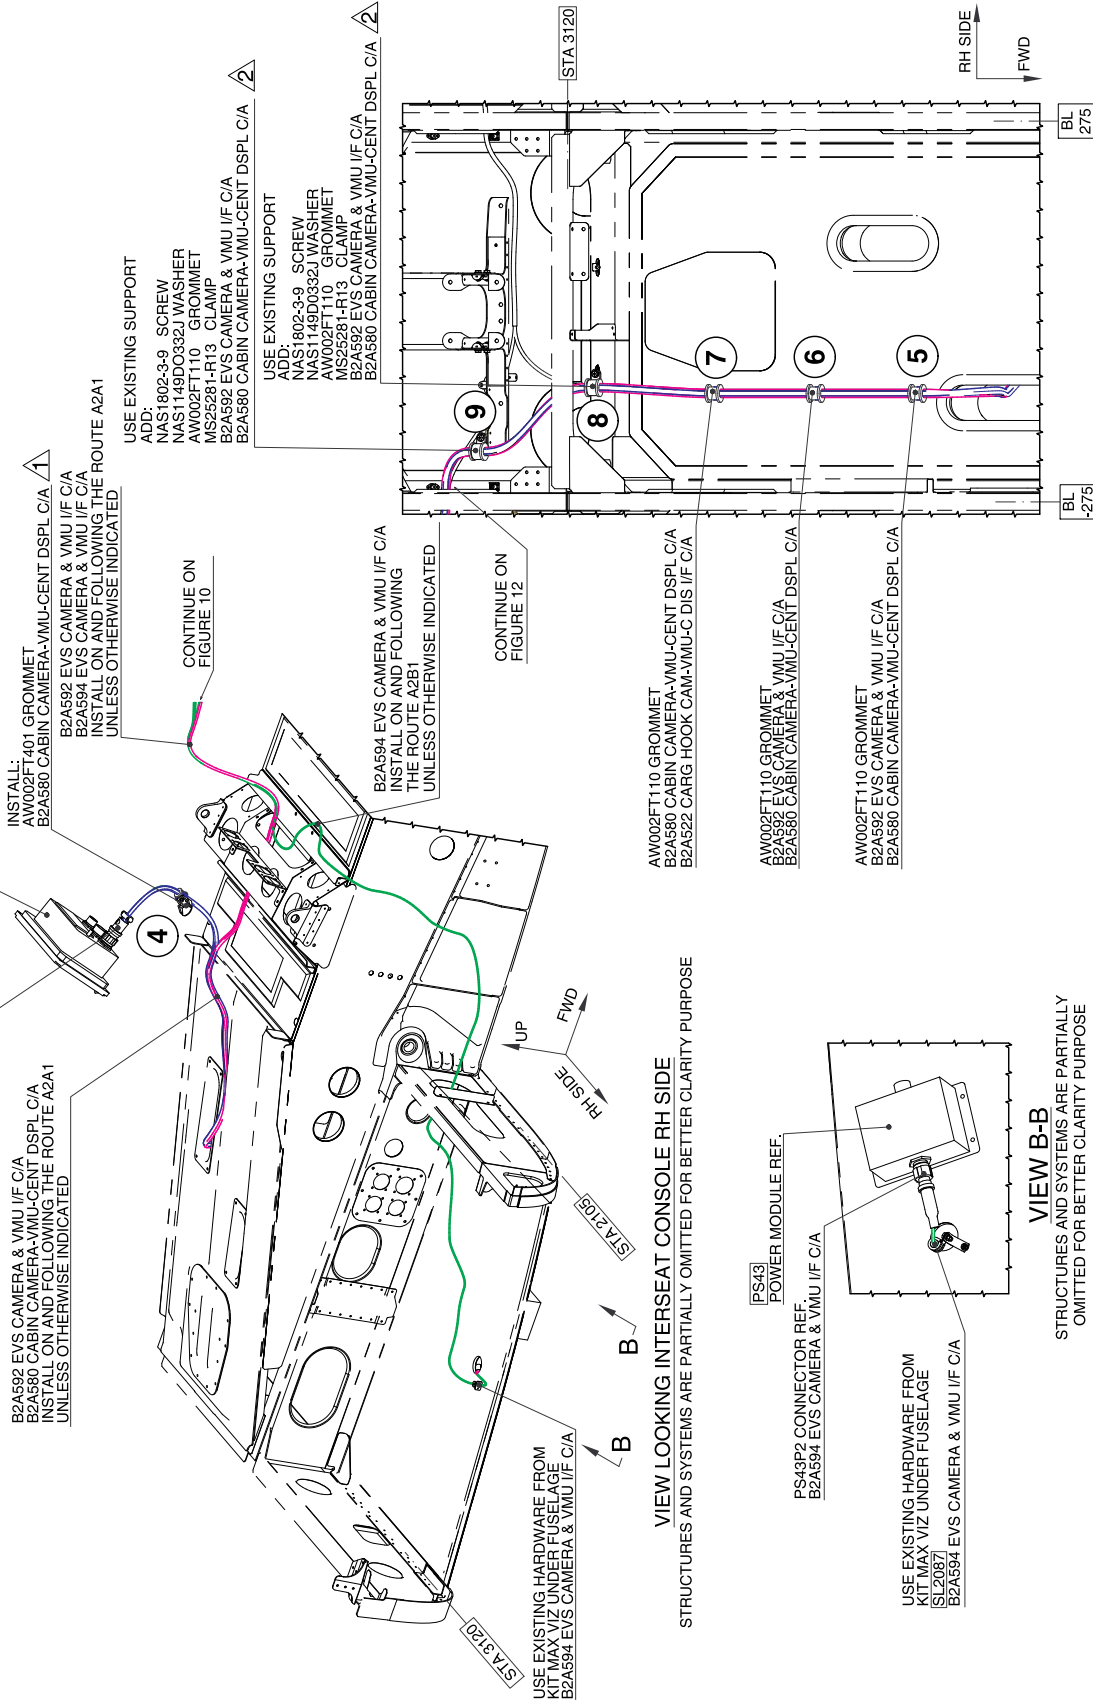 INSTALL:
AW002FT401 GROMMET
B2A580 CABIN CAMERA-VMU-CENT DSPL C/A
1
B2A592 EVS CAMERA & VMU I/F C/A
B2A594 EVS CAMERA & VMU I/F C/A
INSTALL ON AND FOLLOWING THE ROUTE A2A1
UNLESS OTHERWISE INDICATED
B2A592 EVS CAMERA & VMU I/F C/A
B2A580 CABIN CAMERA-VMU-CENT DSPL C/A
INSTALL ON AND FOLLOWING THE ROUTE A2A1
UNLESS OTHERWISE INDICATED
4
CONTINUE ON
FIGURE 10
B2A594 EVS CAMERA & VMU I/F C/A
INSTALL ON AND FOLLOWING
THE ROUTE A2B1
UNLESS OTHERWISE INDICATED
UP
FWD
RH SIDE
STA 2105
STA 3120
B
B
USE EXISTING HARDWARE FROM
KIT MAX VIZ UNDER FUSELAGE
B2A594 EVS CAMERA & VMU I/F C/A
VIEW LOOKING INTERSEAT CONSOLE RH SIDE
STRUCTURES AND SYSTEMS ARE PARTIALLY OMITTED FOR BETTER CLARITY PURPOSE
USE EXISTING SUPPORT
ADD:
NAS1802-3-9 SCREW
NAS1149DO332J WASHER
AW002FT110 GROMMET
MS25281-R13 CLAMP
B2A592 EVS CAMERA & VMU I/F C/A
B2A580 CABIN CAMERA-VMU-CENT DSPL C/A
2
USE EXISTING SUPPORT
ADD:
NAS1802-3-9 SCREW
NAS1149D0332J WASHER
AW002FT110 GROMMET
MS25281-R13 CLAMP
B2A592 EVS CAMERA & VMU I/F C/A
B2A580 CABIN CAMERA-VMU-CENT DSPL C/A
2
CONTINUE ON
FIGURE 12
9
8
7
6
5
STA 3120
RH SIDE
FWD
BL
275
BL
-275
AW002FT110 GROMMET
B2A580 CABIN CAMERA-VMU-CENT DSPL C/A
B2A522 CARG HOOK CAM-VMU-C DIS I/F C/A
AW002FT110 GROMMET
B2A592 EVS CAMERA & VMU I/F C/A
B2A580 CABIN CAMERA-VMU-CENT DSPL C/A
AW002FT110 GROMMET
B2A592 EVS CAMERA & VMU I/F C/A
B2A580 CABIN CAMERA-VMU-CENT DSPL C/A
PS43
POWER MODULE REF.
PS43P2 CONNECTOR REF.
B2A594 EVS CAMERA & VMU I/F C/A
USE EXISTING HARDWARE FROM
KIT MAX VIZ UNDER FUSELAGE
SL2087
B2A594 EVS CAMERA & VMU I/F C/A
VIEW B-B
STRUCTURES AND SYSTEMS ARE PARTIALLY
OMITTED FOR BETTER CLARITY PURPOSE